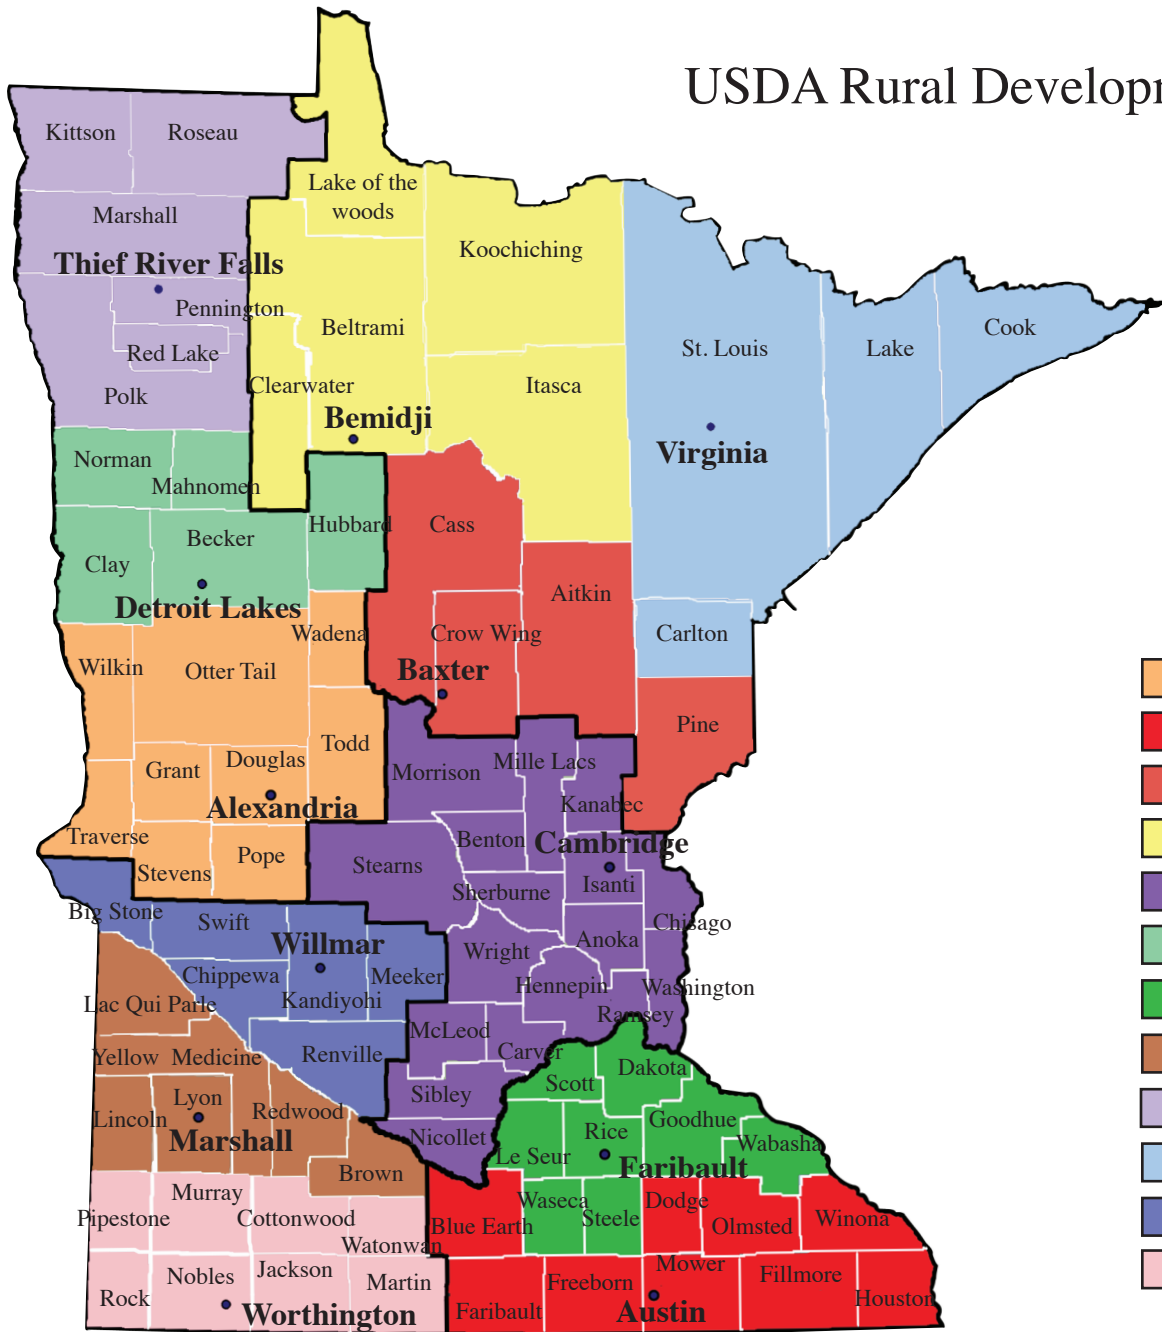 USDA Rural Develop
Kittson
Roseau
Lake of the
woods
Marshall
Koochiching
Thief River Falls
Pennington
Beltrami
Cook
St. Louis
Lake
Red Lake
Clearwater
Itasca
Polk
Bemidji
Virginia
Norman
Mahnomen
Hubbard
Cass
Becker
Clay
Aitkin
Detroit Lakes
Wadena
Crow Wing
Carlton
Wilkin
Otter Tail
Baxter
Pine
Todd
Douglas
Mille Lacs
Grant
Morrison
Kanabec
Alexandria
Traverse
Benton
Cambridge
Pope
Stearns
Stevens
Isanti
Sherburne
Big Stone
Swift
Chisago
Willmar
Anoka
Wright
Chippewa
Meeker
Hennepin
Washington
Kandiyohi
Lac Qui Parle
Ramsey
McLeod
Carver
Yellow Medicine
Renville
Dakota
Scott
Lyon
Sibley
Lincoln
Redwood
Goodhue
Marshall
Nicollet
Rice
Wabasha
Le Seur
Faribault
Brown
Murray
Waseca
Dodge
Pipestone
Cottonwood
Blue Earth
Steele
Olmsted
Winona
Watonwan
Nobles
Jackson
Martin
Freeborn
Mower
Fillmore
Rock
Worthington
Faribault
Austin
Houston